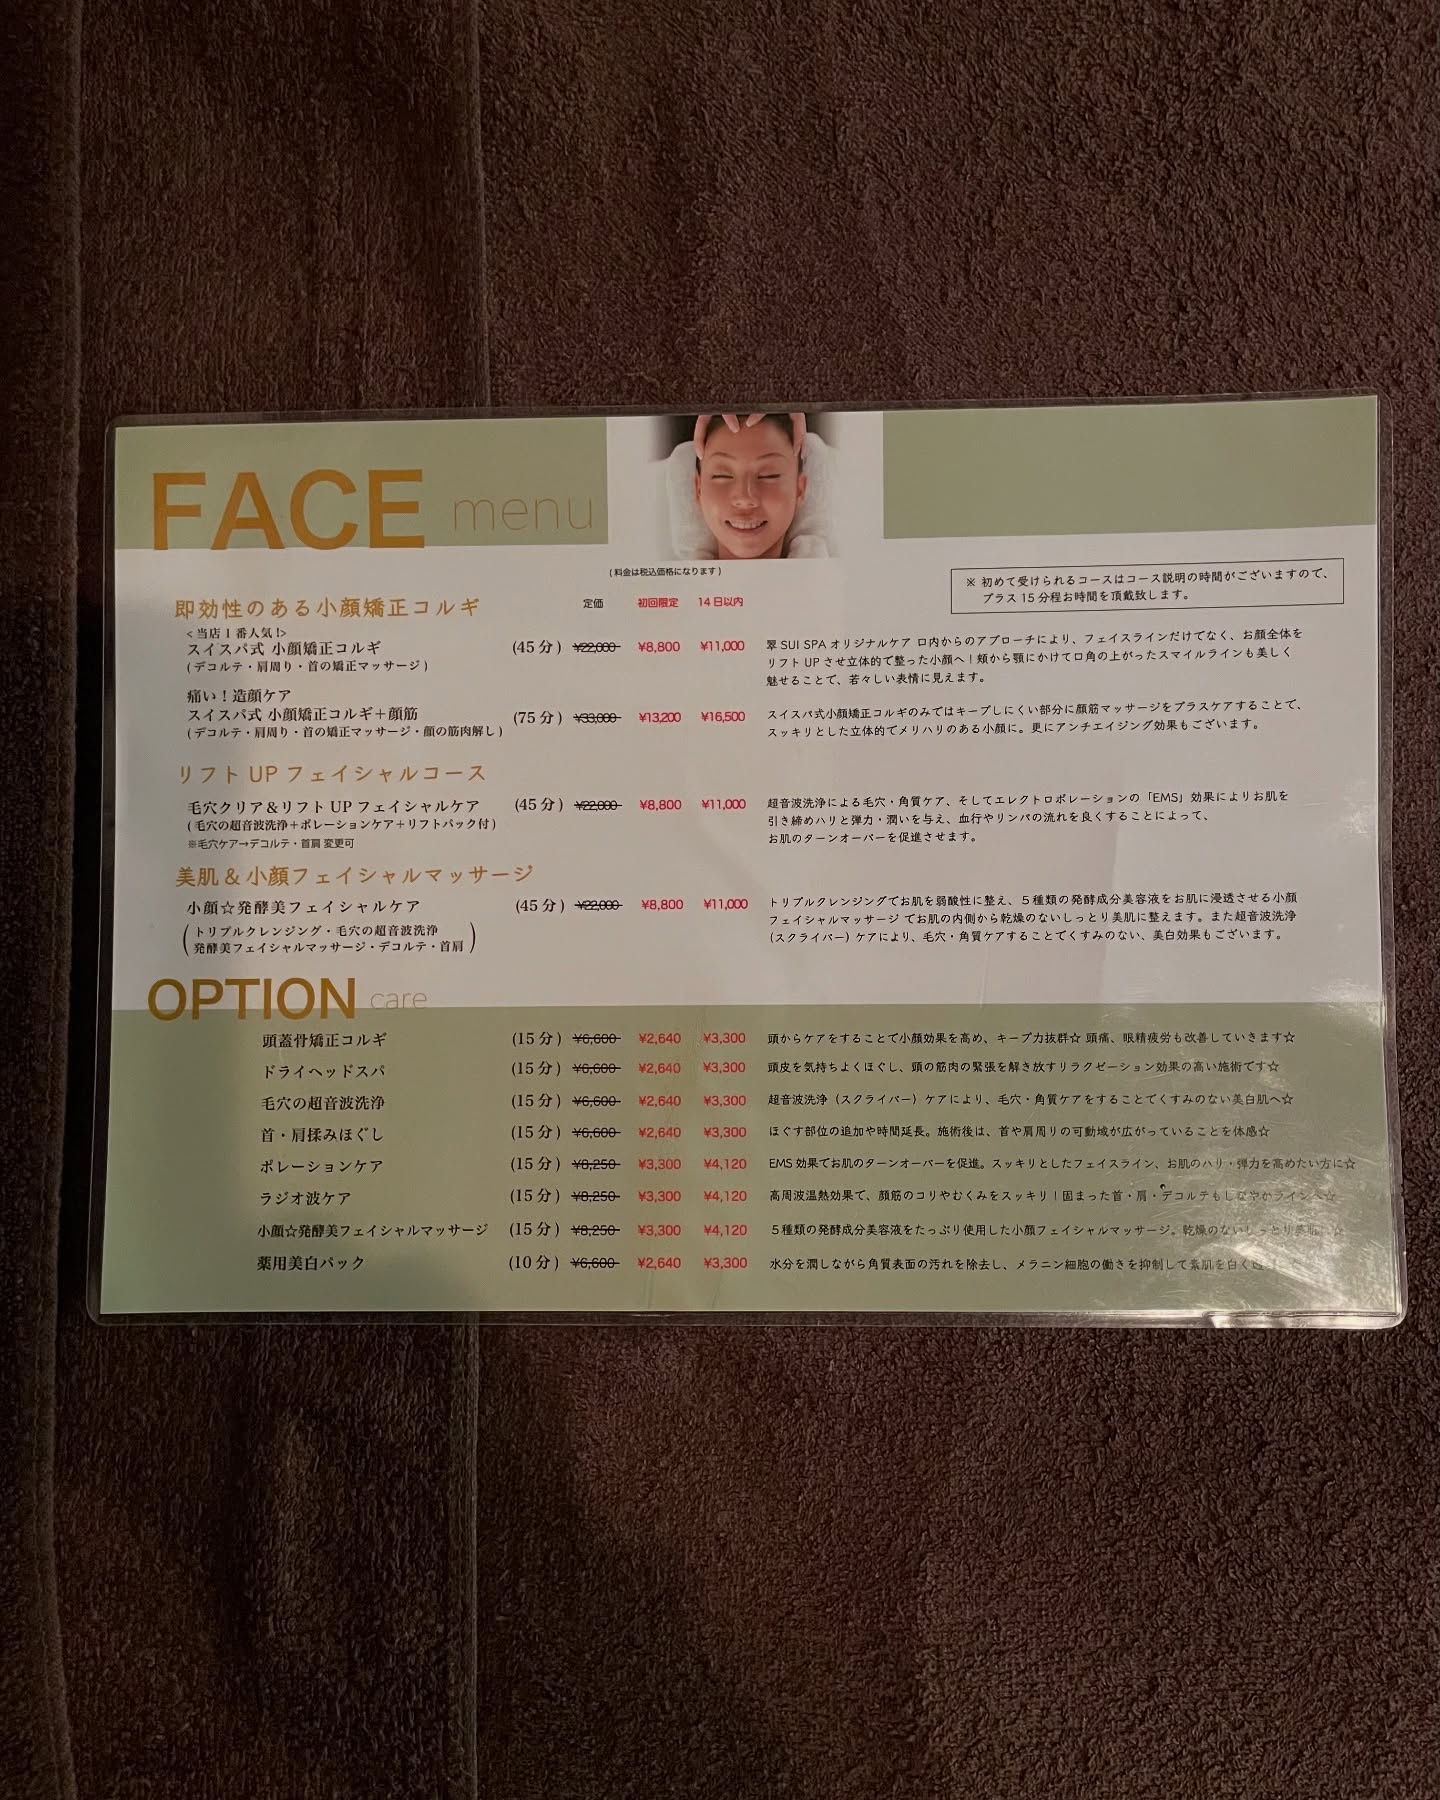 FACE menu
(料金は税込価格になります)
※ 初めて受けられるコースはコース説明の時間がございますので、
プラス15分程お時間を頂戴致します。
即効性のある小顔矯正コルギ 定価 初回限定 14日以内
<当店1番人気!>
スイスパ式 小顔矯正コルギ (45分) ¥22,000 ¥8,800 ¥11,000
(デコルテ・肩周り・首の矯正マッサージ)
翠 SUI SPA オリジナルケア 口内からのアプローチにより、フェイスラインだけでなく、お顔全体を
リフトUPさせ立体的で整った小顔へ!頬から顎にかけて口角の上がったスマイルラインも美しく
魅せることで、若々しい表情に見えます。
痛い!造顔ケア
スイスパ式 小顔矯正コルギ+顔筋 (75分) ¥33,000 ¥13,200 ¥16,500
(デコルテ・肩周り・首の矯正マッサージ・顔の筋肉解し)
スイスパ式小顔矯正コルギのみではキープしにくい部分に顔筋マッサージをプラスケアすることで、
スッキリとした立体的でメリハリのある小顔に。更にアンチエイジング効果もございます。
リフトUPフェイシャルコース
毛穴クリア&リフトUPフェイシャルケア (45分) ¥22,000 ¥8,800 ¥11,000
(毛穴の超音波洗浄+ポレーションケア+リフトパック付)
※毛穴ケア→デコルテ・首肩 変更可
超音波洗浄による毛穴・角質ケア、そしてエレクトロポレーションの「EMS」効果によりお肌を
引き締めハリと弾力・潤いを与え、血行やリンパの流れを良くすることによって、
お肌のターンオーバーを促進させます。
美肌&小顔フェイシャルマッサージ
小顔☆発酵美フェイシャルケア (45分) ¥22,000 ¥8,800 ¥11,000
(トリプルクレンジング・毛穴の超音波洗浄
発酵美フェイシャルマッサージ・デコルテ・首肩)
トリプルクレンジングでお肌を弱酸性に整え、5種類の発酵成分美容液をお肌に浸透させる小顔
フェイシャルマッサージ でお肌の内側から乾燥のないしっとり美肌に整えます。また超音波洗浄
(スクライバー)ケアにより、毛穴・角質ケアすることでくすみのない、美白効果もございます。
OPTION care
頭蓋骨矯正コルギ (15分) ¥6,600 ¥2,640 ¥3,300 頭からケアをすることで小顔効果を高め、キープ力抜群☆ 頭痛、眼精疲労も改善していきます☆
ドライヘッドスパ (15分) ¥6,600 ¥2,640 ¥3,300 頭皮を気持ちよくほぐし、頭の筋肉の緊張を解き放すリラクゼーション効果の高い施術です☆
毛穴の超音波洗浄 (15分) ¥6,600 ¥2,640 ¥3,300 超音波洗浄(スクライバー)ケアにより、毛穴・角質ケアをすることでくすみのない美白肌へ☆
首・肩揉みほぐし (15分) ¥6,600 ¥2,640 ¥3,300 ほぐす部位の追加や時間延長。施術後は、首や肩周りの可動域が広がっていることを体感☆
ポレーションケア (15分) ¥8,250 ¥3,300 ¥4,120 EMS効果でお肌のターンオーバーを促進。スッキリとしたフェイスライン、お肌のハリ・弾力を高めたい方に☆
ラジオ波ケア (15分) ¥8,250 ¥3,300 ¥4,120 高周波温熱効果で、顔筋のコリやむくみをスッキリ!固まった首・肩・デコルテもしなやかラインへ☆
小顔☆発酵美フェイシャルマッサージ (15分) ¥8,250 ¥3,300 ¥4,120 5種類の発酵成分美容液をたっぷり使用した小顔フェイシャルマッサージ。乾燥のないしっとり美肌
薬用美白パック (10分) ¥6,600 ¥2,640 ¥3,300 水分を潤しながら角質表面の汚れを除去し、メラニン細胞の働きを抑制して素肌を白く